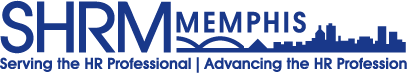 SHRM MEMPHIS
Serving the HR Professional | Advancing the HR Profession